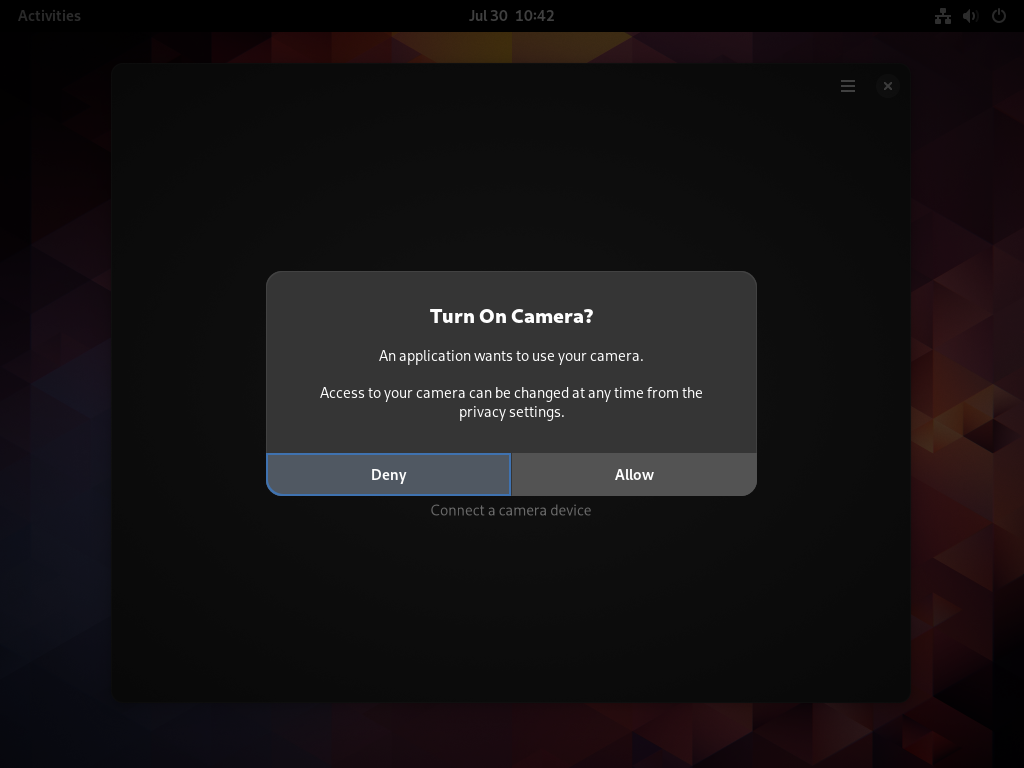 Activities
Jul 30 10:42
Turn On Camera?
An application wants to use your camera.
Access to your camera can be changed at any time from the
privacy settings.
Deny
Allow
Connect a camera device